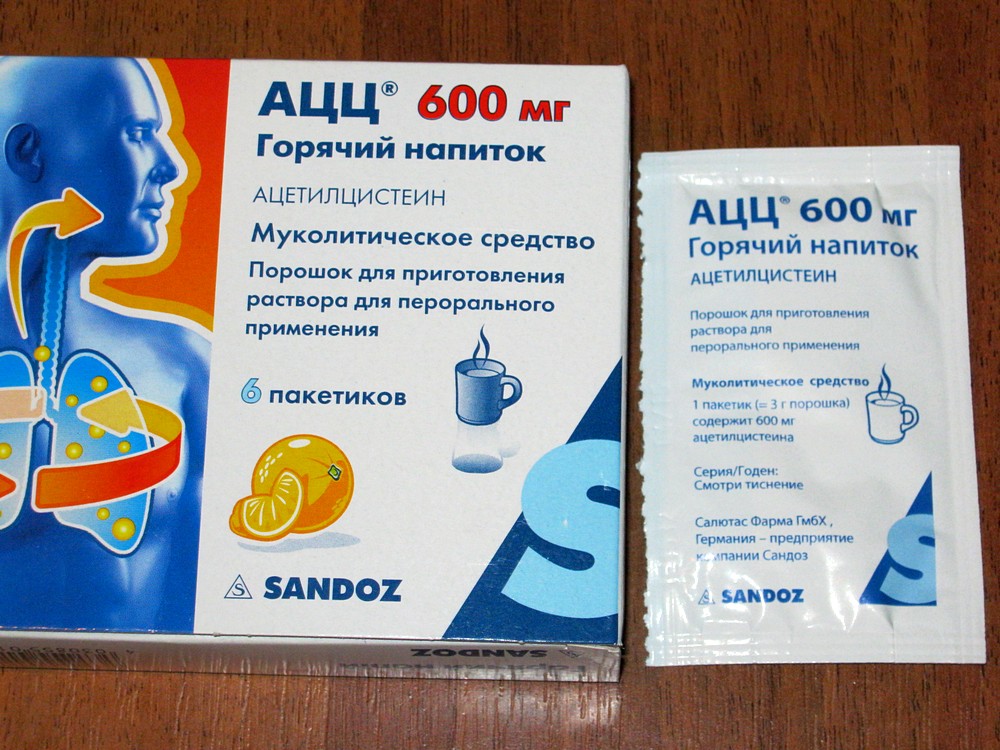 АЦЦ® 600 мг
Горячий напиток
АЦЕТИЛЦИСТЕИН
Муколитическое средство
Порошок для приготовления
раствора для перорального
применения
6 пакетиков
SANDOZ
SANDOZ
АЦЦ® 600 мг
Горячий напиток
АЦЕТИЛЦИСТЕИН
Порошок для приготовления
раствора для
перорального применения
Муколитическое средство
1 пакетик (= 3 г порошка)
содержит 600 мг
ацетилцистеина
Серия/Годен:
Смотри тиснение
Салютас Фарма ГмбХ ,
Германия – предприятие
компании Сандоз
SANDOZ